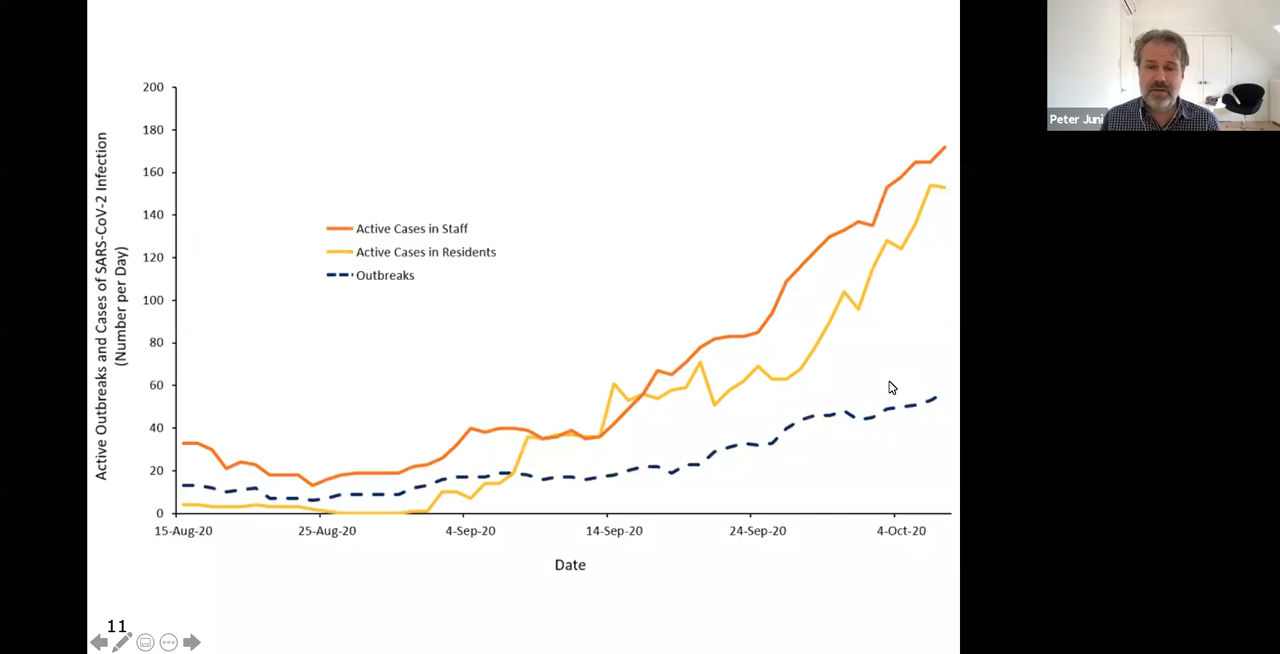 Peter Juni
Active Outbreaks and Cases of SARS-CoV-2 Infection
(Number per Day)
200
180
160
140
120
100
80
60
40
20
0
Active Cases in Staff
Active Cases in Residents
Outbreaks
15-Aug-20
25-Aug-20
4-Sep-20
14-Sep-20
24-Sep-20
4-Oct-20
Date
11